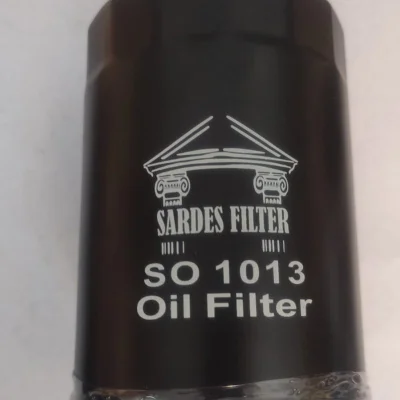 SARDES FILTER
SO 1013
Oil Filter